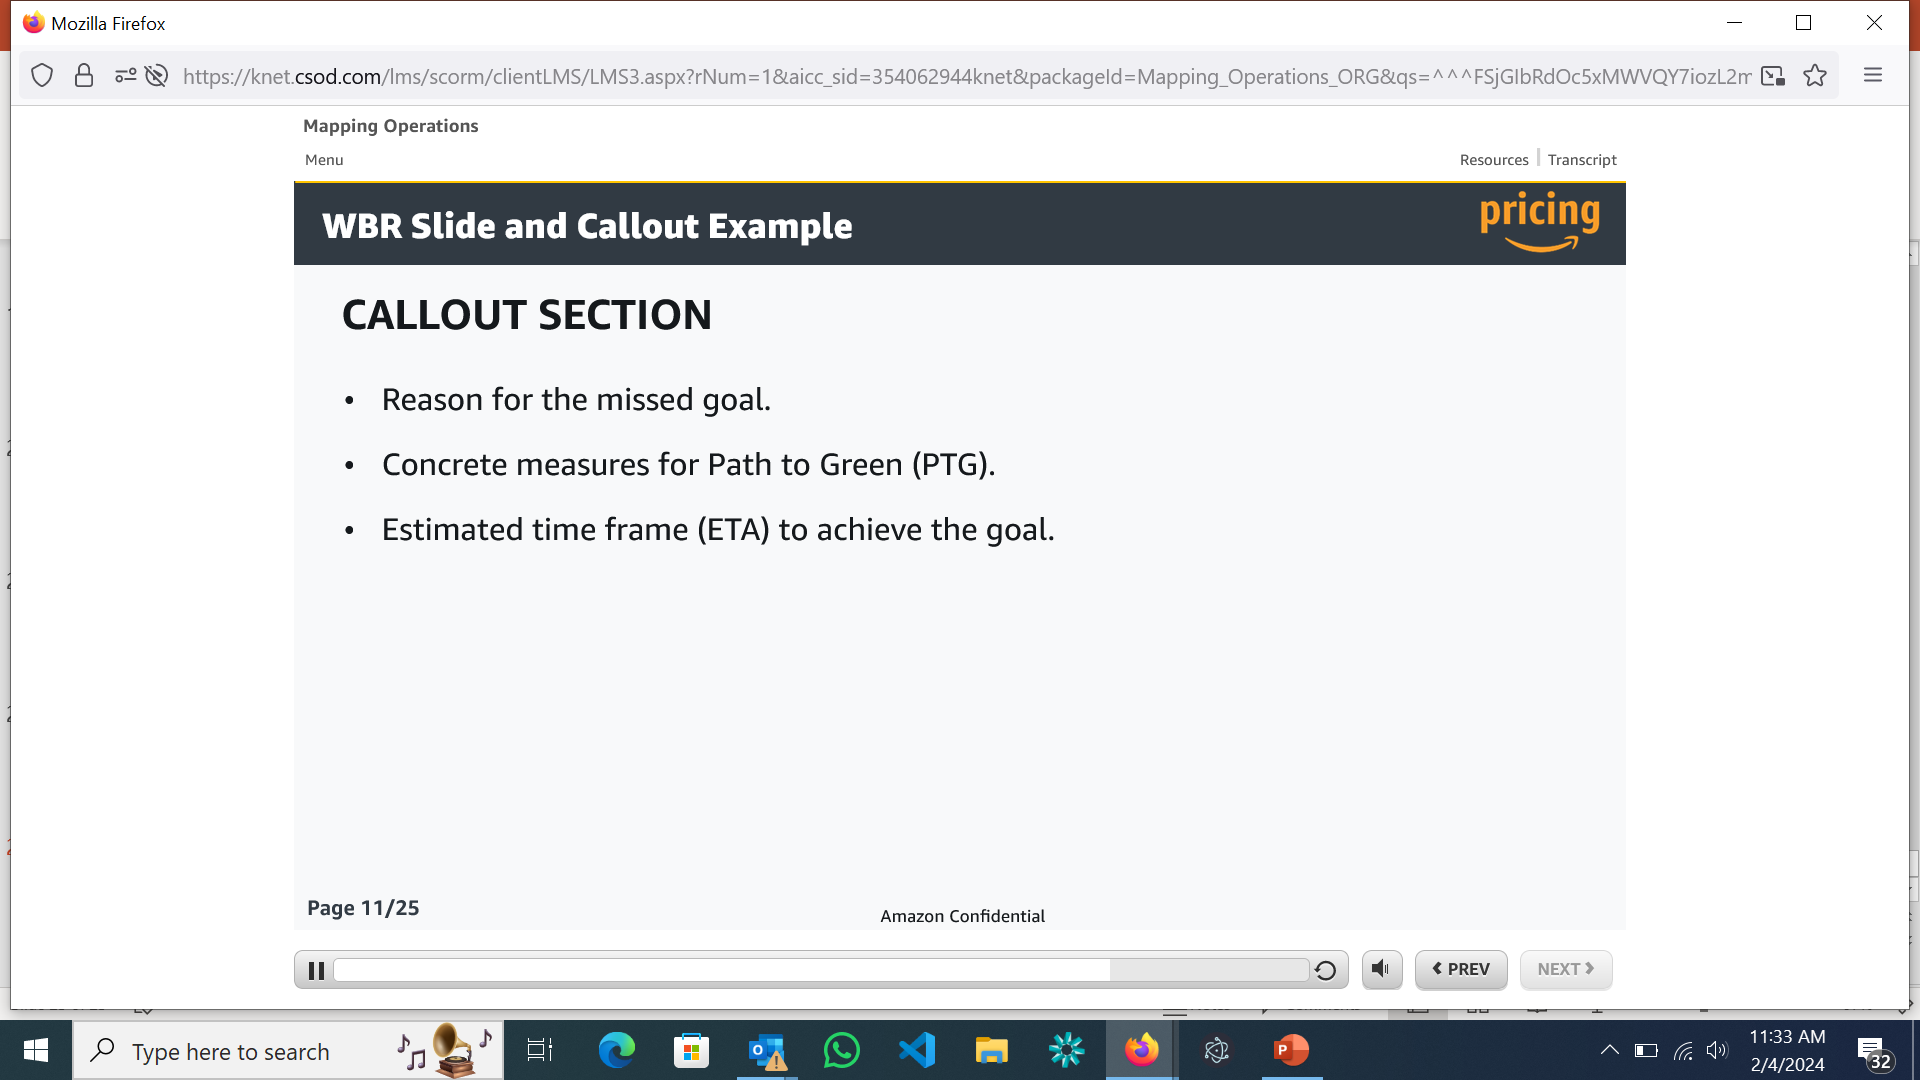 Mozilla Firefox
https://knet.csod.com/lms/scorm/clientLMS/LMS3.aspx?rNum=1&aicc_sid=354062944knet&packageId=Mapping_Operations_ORG&qs=^^^FSjGIbRdOc5xMWVQY7iozL2m
Mapping Operations
Menu
Resources
Transcript
WBR Slide and Callout Example
pricing
CALLOUT SECTION
• Reason for the missed goal.
• Concrete measures for Path to Green (PTG).
• Estimated time frame (ETA) to achieve the goal.
Page 11/25
Amazon Confidential
PREV
NEXT
Type here to search
11:33 AM
2/4/2024
32